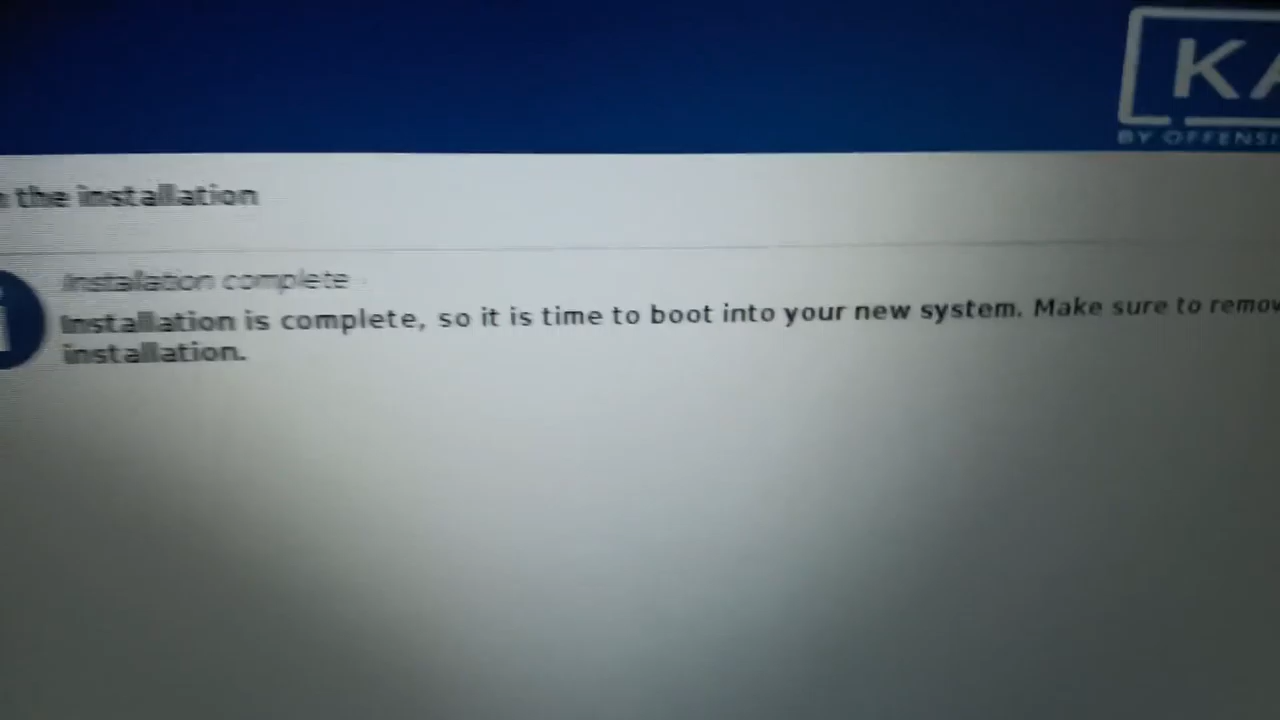 KA
BY OFFENSI
the installation
Installation complete
Installation is complete, so it is time to boot into your new system. Make sure to remov
installation.